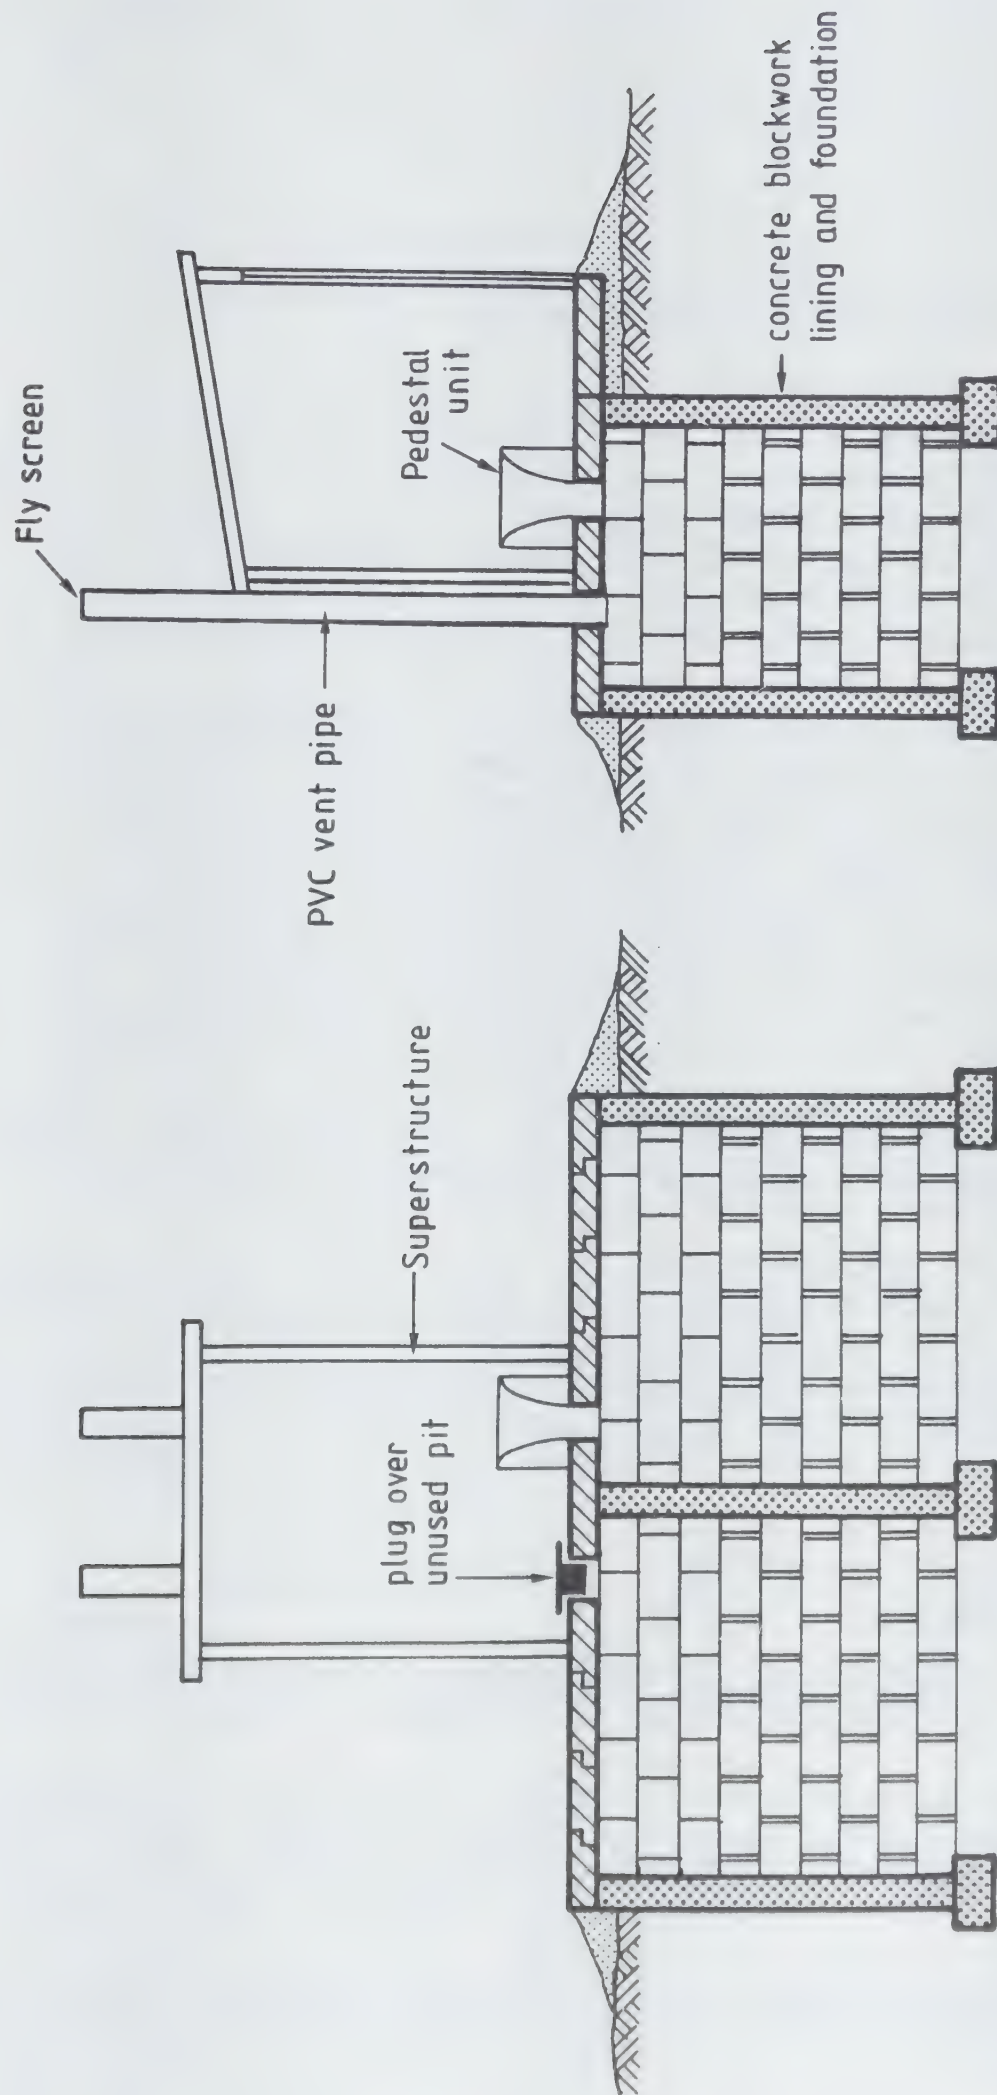 Superstructure
plug over
unused pit
Fly screen
PVC vent pipe
Pedestal
unit
concrete blockwork
lining and foundation